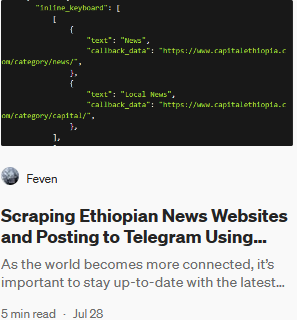 "inline_keyboard": [
[
{
"text": "News",
"callback_data": "https://www.capitalethiopia.c
om/category/news/",
},
{
"text": "Local News",
"callback_data": "https://www.capitalethiopia.c
om/category/capital/",
},
],
Feven
Scraping Ethiopian News Websites
and Posting to Telegram Using...
As the world becomes more connected, it's
important to stay up-to-date with the latest...
5 min read · Jul 28